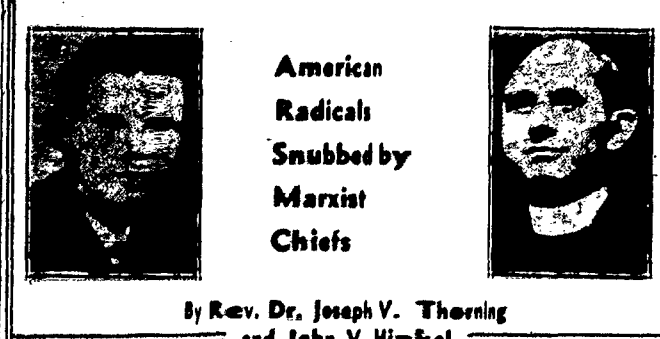 American
Radicals
Snubbed by
Marxist
Chiefs
By Rev. Dr. Joseph V. Thorning
and John V.